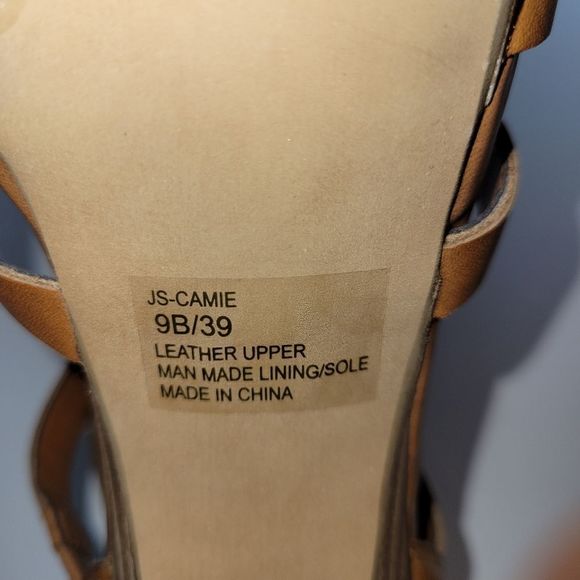 JS-CAMIE
9B/39
LEATHER UPPER
MAN MADE LINING/SOLE
MADE IN CHINA